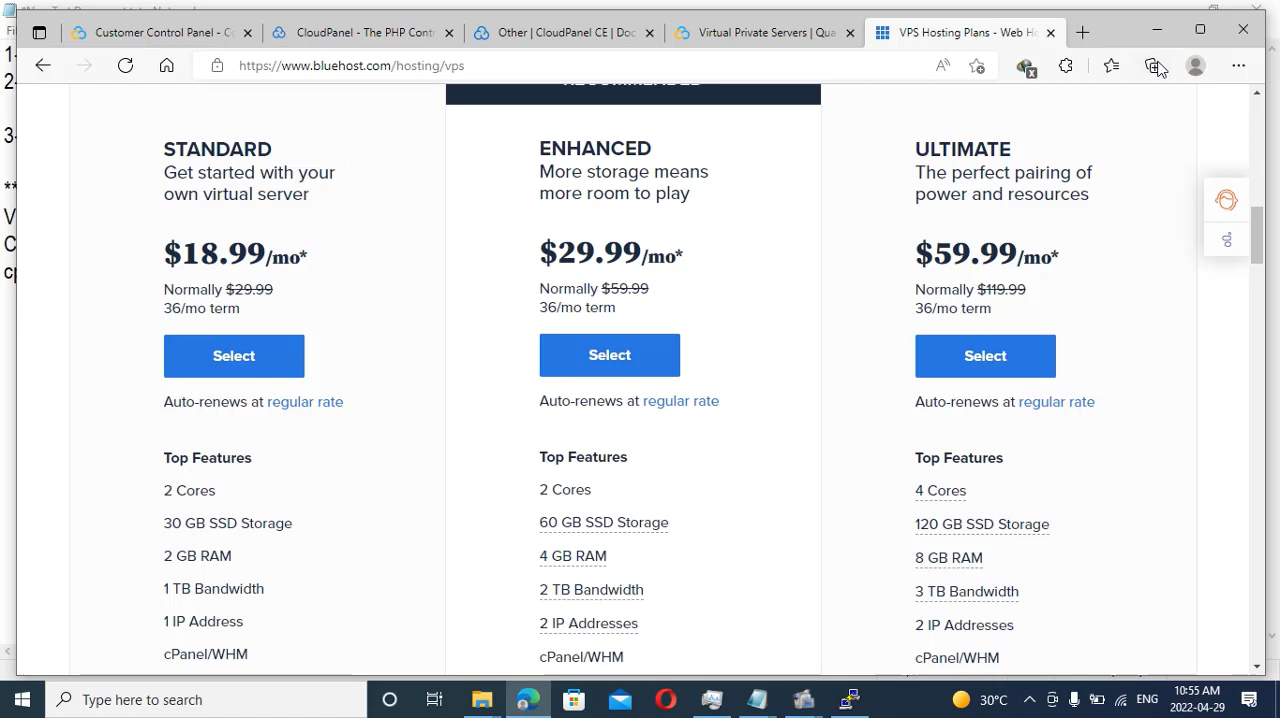 Customer Control Panel - Co
CloudPanel - The PHP Contr
Other | CloudPanel CE | Doc
Virtual Private Servers | Qua
VPS Hosting Plans - Web Ho
https://www.bluehost.com/hosting/vps
RECOMMENDED
STANDARD
Get started with your
own virtual server
$18.99/mo*
Normally $29.99
36/mo term
Select
Auto-renews at regular rate
Top Features
2 Cores
30 GB SSD Storage
2 GB RAM
1 TB Bandwidth
1 IP Address
cPanel/WHM
ENHANCED
More storage means
more room to play
$29.99/mo*
Normally $59.99
36/mo term
Select
Auto-renews at regular rate
Top Features
2 Cores
60 GB SSD Storage
4 GB RAM
2 TB Bandwidth
2 IP Addresses
cPanel/WHM
ULTIMATE
The perfect pairing of
power and resources
$59.99/mo*
Normally $119.99
36/mo term
Select
Auto-renews at regular rate
Top Features
4 Cores
120 GB SSD Storage
8 GB RAM
3 TB Bandwidth
2 IP Addresses
cPanel/WHM
Type here to search
30°C
ENG
10:55 AM
2022-04-29